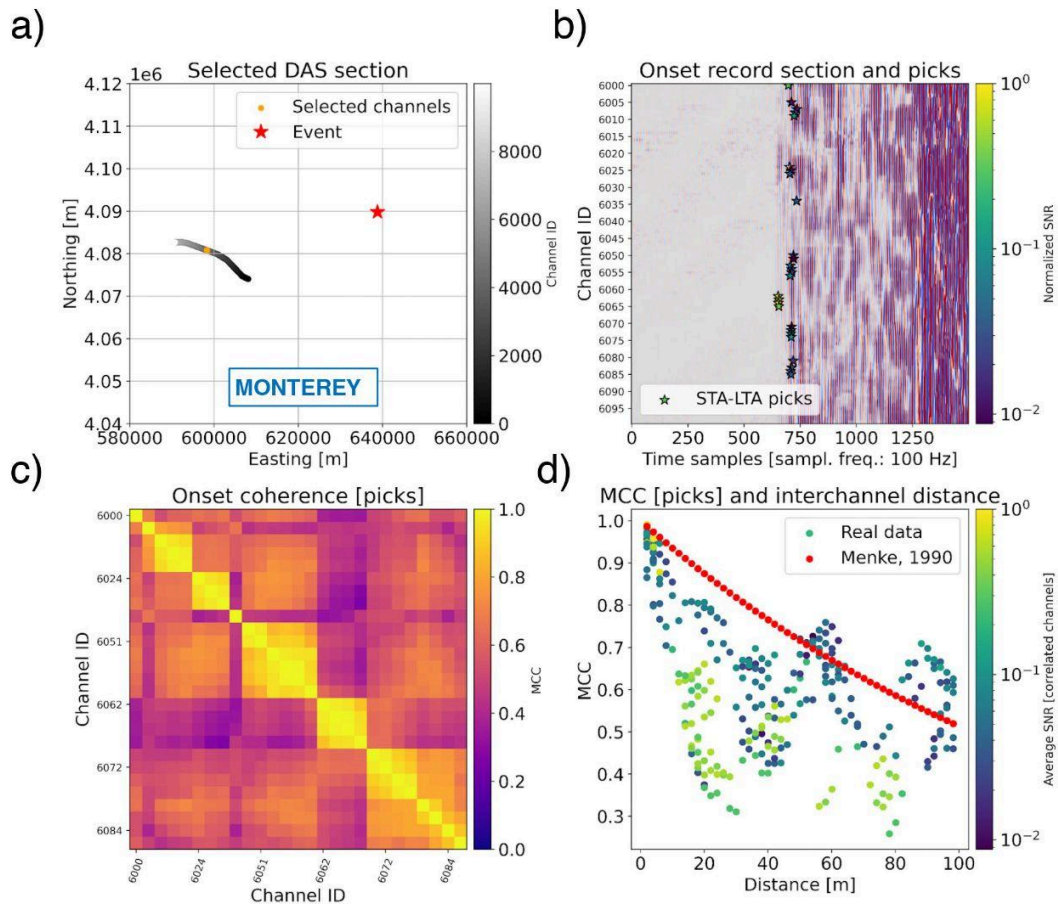 a)
1e6
Selected DAS section
4.12
4.11
4.10
4.09
4.08
4.07
4.06
4.05
4.04
Northing [m]
580000 600000 620000 640000 660000
Easting [m]
Selected channels
Event
MONTEREY
8000
6000
4000
2000
0
Channel ID
b)
Onset record section and picks
6000
6005
6010
6015
6020
6025
6030
6035
6040
6045
6050
6055
6060
6065
6070
6075
6080
6085
6090
6095
Channel ID
STA-LTA picks
0 250 500 750 1000 1250
Time samples [sampl. freq.: 100 Hz]
10⁰
10⁻¹
10⁻²
Normalized SNR
c)
Onset coherence [picks]
6000
6024
6051
6062
6072
6084
Channel ID
6000 6024 6051 6062 6072 6084
Channel ID
1.0
0.8
0.6
0.4
0.2
0.0
MCC
d)
MCC [picks] and interchannel distance
1.0
0.9
0.8
0.7
0.6
0.5
0.4
0.3
MCC
Real data
Menke, 1990
0 20 40 60 80 100
Distance [m]
10⁰
10⁻¹
10⁻²
Average SNR [correlated channels]